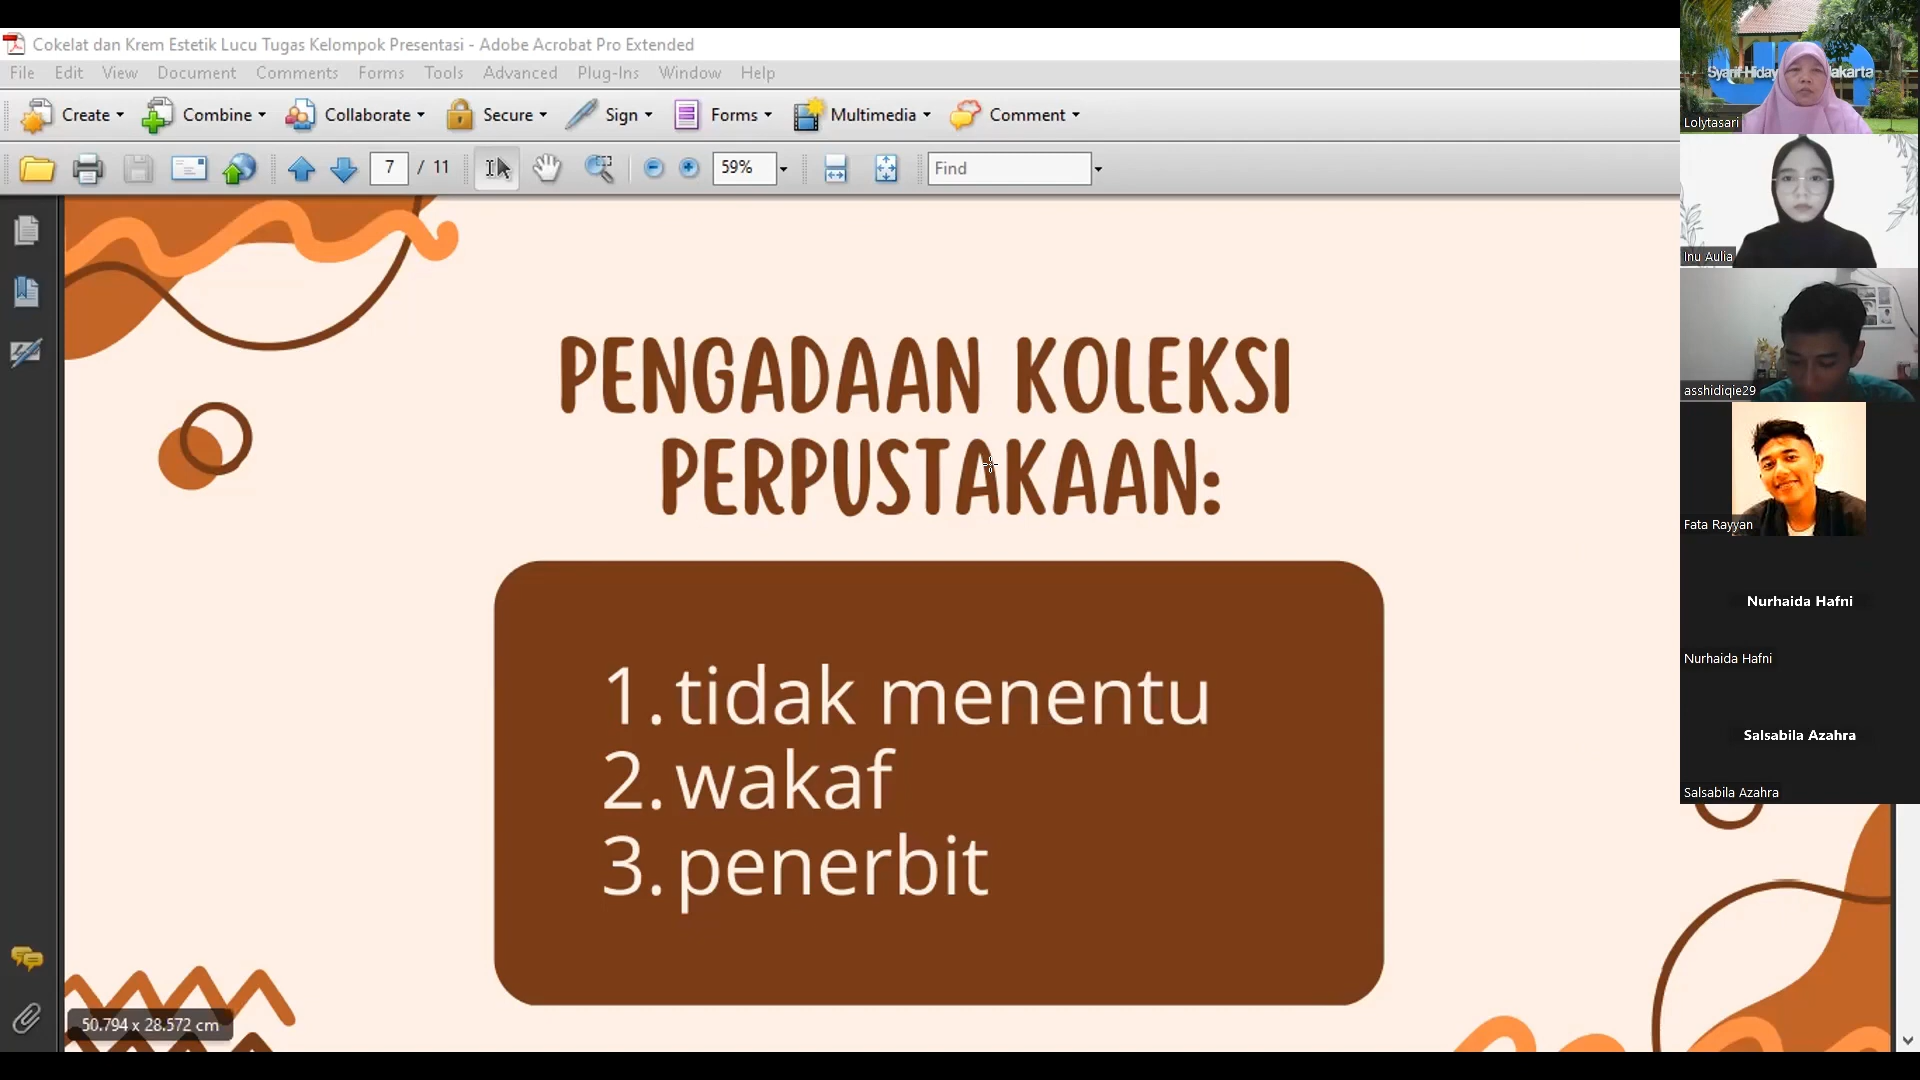 Cokelat dan Krem Estetik Lucu Tugas Kelompok Presentasi - Adobe Acrobat Pro Extended
File Edit View Document Comments Forms Tools Advanced Plug-Ins Window Help
Create Combine Collaborate Secure Sign Forms Multimedia Comment
7 / 11 59% Find
PENGADAAN KOLEKSI
PERPUSTAKAAN:
1. tidak menentu
2. wakaf
3. penerbit
50.794 x 28.572 cm
Lolytasari
Inu Aulia
asshidiqie29
Fata Rayyan
Nurhaida Hafni
Nurhaida Hafni
Salsabila Azahra
Salsabila Azahra